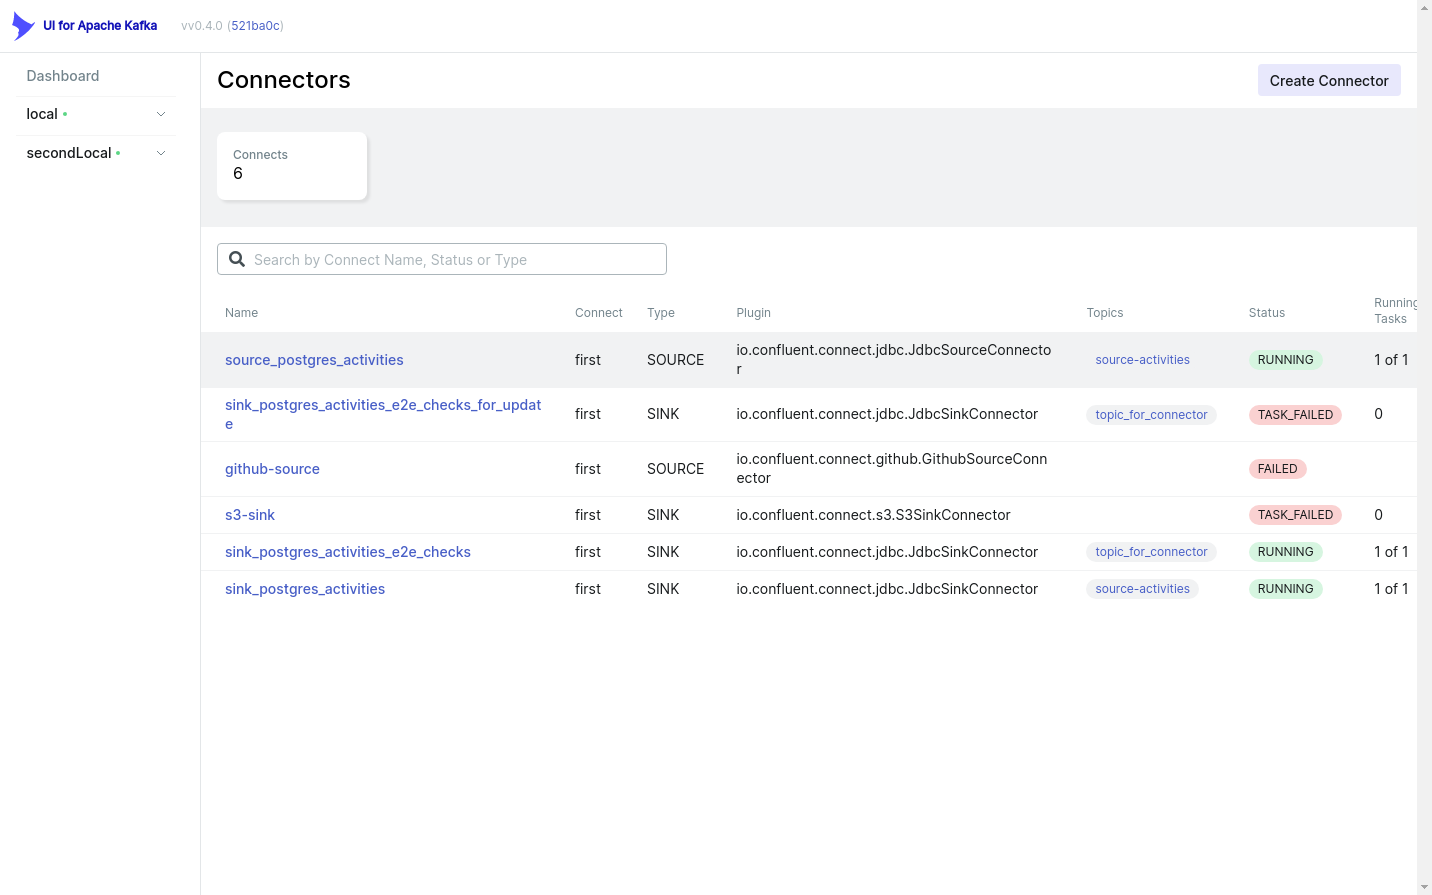 UI for Apache Kafka vv0.4.0 (521ba0c)
Dashboard
local
secondLocal
Connectors
Create Connector
Connects
6
Search by Connect Name, Status or Type
Name Connect Type Plugin Topics Status Running
Tasks
source_postgres_activities first SOURCE io.confluent.connect.jdbc.JdbcSourceConnecto
r source-activities RUNNING 1 of 1
sink_postgres_activities_e2e_checks_for_updat
e first SINK io.confluent.connect.jdbc.JdbcSinkConnector topic_for_connector TASK_FAILED 0
github-source first SOURCE io.confluent.connect.github.GithubSourceConn
ector FAILED
s3-sink first SINK io.confluent.connect.s3.S3SinkConnector TASK_FAILED 0
sink_postgres_activities_e2e_checks first SINK io.confluent.connect.jdbc.JdbcSinkConnector topic_for_connector RUNNING 1 of 1
sink_postgres_activities first SINK io.confluent.connect.jdbc.JdbcSinkConnector source-activities RUNNING 1 of 1